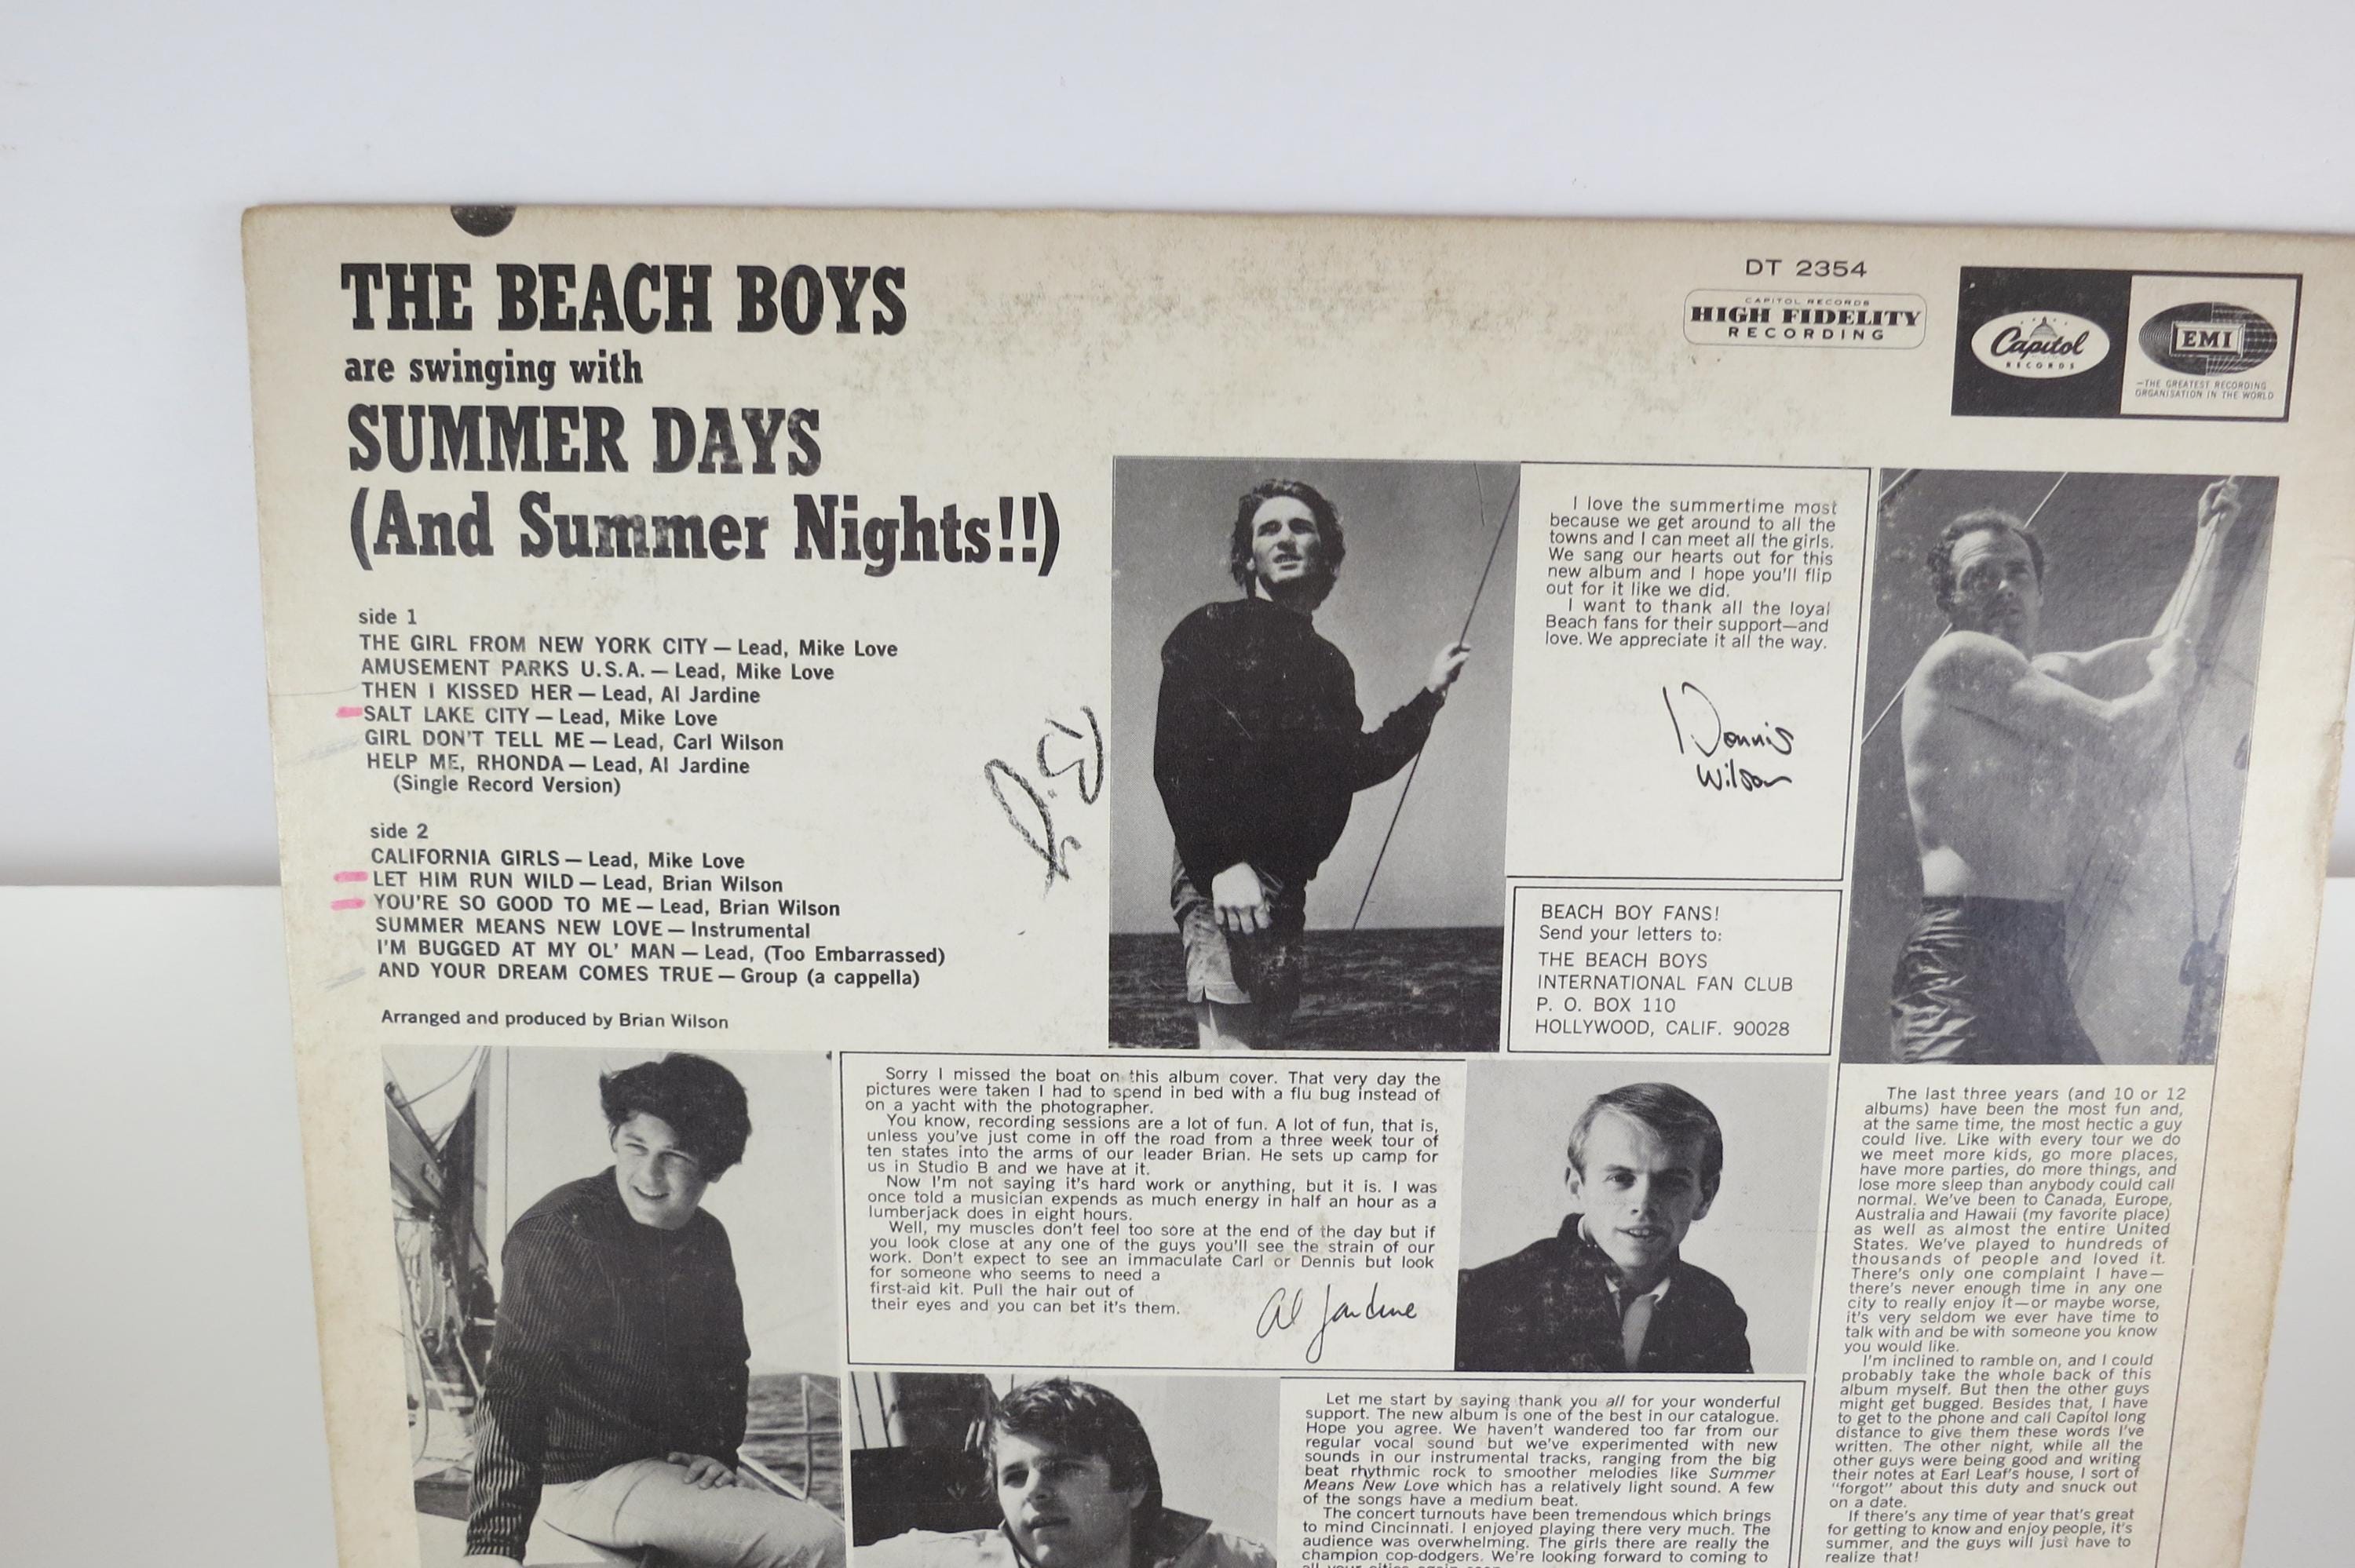 THE BEACH BOYS
are swinging with
SUMMER DAYS
(And Summer Nights!!)
DT 2354
CAPITOL RECORDS
HIGH FIDELITY
RECORDING
Capitol
RECORDS
EMI
—THE GREATEST RECORDING
ORGANISATION IN THE WORLD
side 1
THE GIRL FROM NEW YORK CITY — Lead, Mike Love
AMUSEMENT PARKS U.S.A. — Lead, Mike Love
THEN I KISSED HER — Lead, Al Jardine
SALT LAKE CITY — Lead, Mike Love
GIRL DON'T TELL ME — Lead, Carl Wilson
HELP ME, RHONDA — Lead, Al Jardine
(Single Record Version)
side 2
CALIFORNIA GIRLS — Lead, Mike Love
LET HIM RUN WILD — Lead, Brian Wilson
YOU'RE SO GOOD TO ME — Lead, Brian Wilson
SUMMER MEANS NEW LOVE — Instrumental
I'M BUGGED AT MY OL' MAN — Lead, (Too Embarrassed)
AND YOUR DREAM COMES TRUE — Group (a cappella)
Arranged and produced by Brian Wilson
I love the summertime most
because we get around to all the
towns and I can meet all the girls.
We sang our hearts out for this
new album and I hope you'll flip
out for it like we did.
I want to thank all the loyal
Beach fans for their support—and
love. We appreciate it all the way.
Dennis
Wilson
BEACH BOY FANS!
Send your letters to:
THE BEACH BOYS
INTERNATIONAL FAN CLUB
P. O. BOX 110
HOLLYWOOD, CALIF. 90028
Sorry I missed the boat on this album cover. That very day the
pictures were taken I had to spend in bed with a flu bug instead of
on a yacht with the photographer.
You know, recording sessions are a lot of fun. A lot of fun, that is,
unless you've just come in off the road from a three week tour of
ten states into the arms of our leader Brian. He sets up camp for
us in Studio B and we have at it.
Now I'm not saying it's hard work or anything, but it is. I was
once told a musician expends as much energy in half an hour as a
lumberjack does in eight hours.
Well, my muscles don't feel too sore at the end of the day but if
you look close at any one of the guys you'll see the strain of our
work. Don't expect to see an immaculate Carl or Dennis but look
for someone who seems to need a
first-aid kit. Pull the hair out of
their eyes and you can bet it's them.
Al Jardine
Let me start by saying thank you all for your wonderful
support. The new album is one of the best in our catalogue.
Hope you agree. We haven't wandered too far from our
regular vocal sound but we've experimented with new
sounds in our instrumental tracks, ranging from the big
beat rhythmic rock to smoother melodies like Summer
Means New Love which has a relatively light sound. A few
of the songs have a medium beat.
The concert turnouts have been tremendous which brings
to mind Cincinnati. I enjoyed playing there very much. The
audience was overwhelming. The girls there are really the
champion cop-dodgers. We're looking forward to coming to
The last three years (and 10 or 12
albums) have been the most fun and,
at the same time, the most hectic a guy
could live. Like with every tour we do
we meet more kids, go more places,
have more parties, do more things, and
lose more sleep than anybody could call
normal. We've been to Canada, Europe,
Australia and Hawaii (my favorite place)
as well as almost the entire United
States. We've played to hundreds of
thousands of people and loved it.
There's only one complaint I have—
there's never enough time in any one
city to really enjoy it—or maybe worse,
it's very seldom we ever have time to
talk with and be with someone you know
you would like.
I'm inclined to ramble on, and I could
probably take the whole back of this
album myself. But then the other guys
might get bugged. Besides that, I have
to get to the phone and call Capitol long
distance to give them these words I've
written. The other night, while all the
other guys were being good and writing
their notes at Earl Leaf's house, I sort of
"forgot" about this duty and snuck out
on a date.
If there's any time of year that's great
for getting to know and enjoy people, it's
summer, and the guys will just have to
realize that!